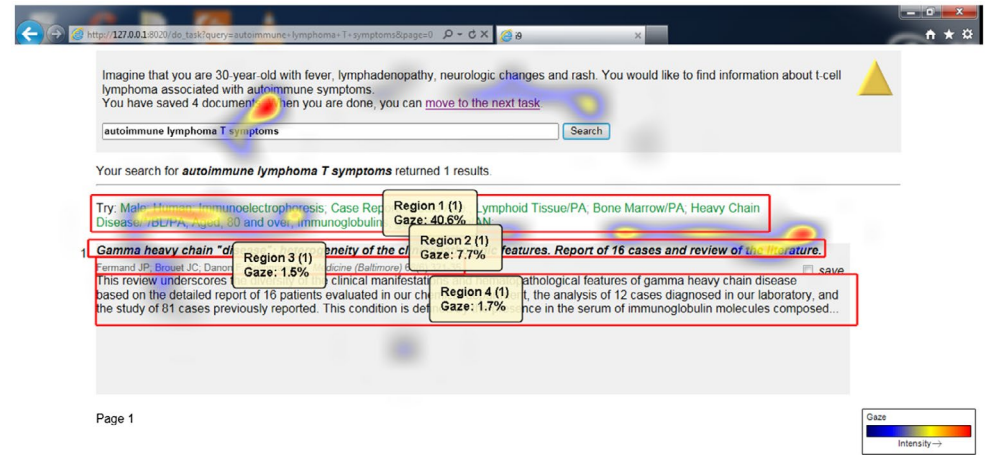 http://127.0.0.1:8020/do_task?query=autoimmune+lymphoma+T+symptoms&page=0
Imagine that you are 30-year-old with fever, lymphadenopathy, neurologic changes and rash. You would like to find information about t-cell
lymphoma associated with autoimmune symptoms.
You have saved 4 documents. When you are done, you can move to the next task.
autoimmune lymphoma T symptoms
Search
Your search for autoimmune lymphoma T symptoms returned 1 results.
Try: Male; Human; Immunoelectrophoresis; Case Rep Lymphoid Tissue/PA; Bone Marrow/PA; Heavy Chain
Disease /BL/PA; Aged, 80 and over; Immunoglobulin
Region 1 (1)
Gaze: 40.6%
Region 2 (1)
Gaze: 7.7%
1 Gamma heavy chain "disease": heterogeneity of the features. Report of 16 cases and review of the literature.
Region 3 (1)
Gaze: 1.5%
Fermand JP; Brouet JC; Danon Medicine (Baltimore)
save
This review underscores the clinical pathological features of gamma heavy chain disease
based on the detailed report of 16 patients evaluated in our the analysis of 12 cases diagnosed in our laboratory, and
the study of 81 cases previously reported. This condition is in the serum of immunoglobulin molecules composed...
Region 4 (1)
Gaze: 1.7%
Page 1
Gaze
Intensity→